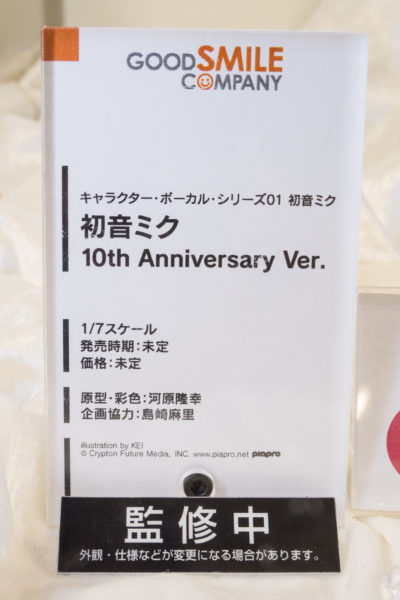 GOOD SMILE
COMPANY
キャラクター・ボーカル・シリーズ01 初音ミク
初音ミク
10th Anniversary Ver.
1/7スケール
発売時期:未定
価格:未定
原型・彩色:河原隆幸
企画協力:島崎麻里
illustration by KEI
© Crypton Future Media, INC. www.piapro.net piapro
監修中
外観・仕様などが変更になる場合があります。